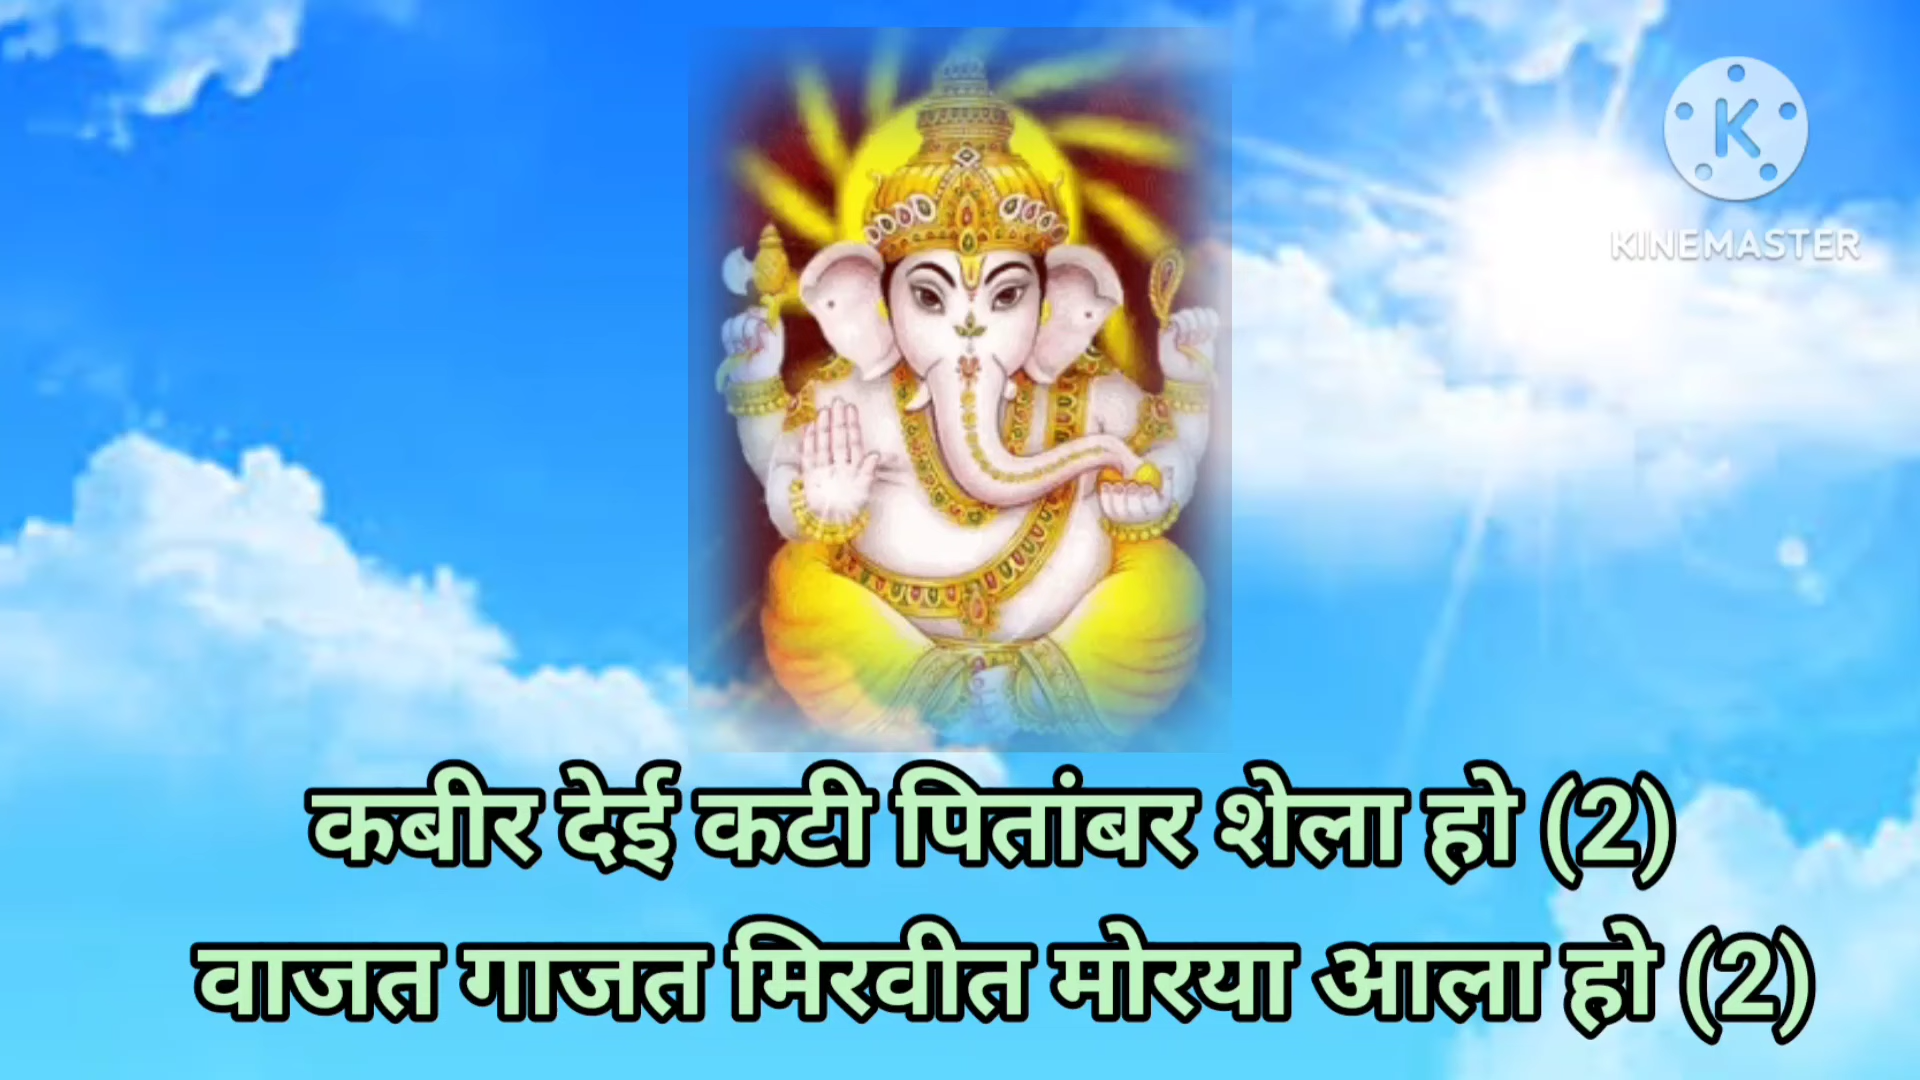 K
KINEMASTER
कबीर देई कटी पितांबर शेला हो (2)
वाजत गाजत मिरवीत मोरया आला हो (2)